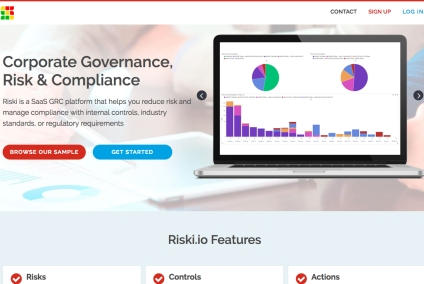 CONTACT SIGN UP LOG IN
Corporate Governance,
Risk & Compliance
Riski is a SaaS GRC platform that helps you reduce risk and
manage compliance with internal controls, industry
standards, or regulatory requirements
BROWSE OUR SAMPLE GET STARTED
Riski.io Features
Risks Controls Actions